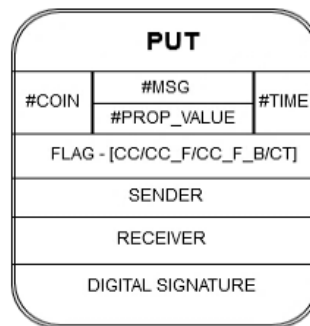 PUT
#COIN
#MSG
#PROP_VALUE
#TIME
FLAG - [CC/CC_F/CC_F_B/CT]
SENDER
RECEIVER
DIGITAL SIGNATURE